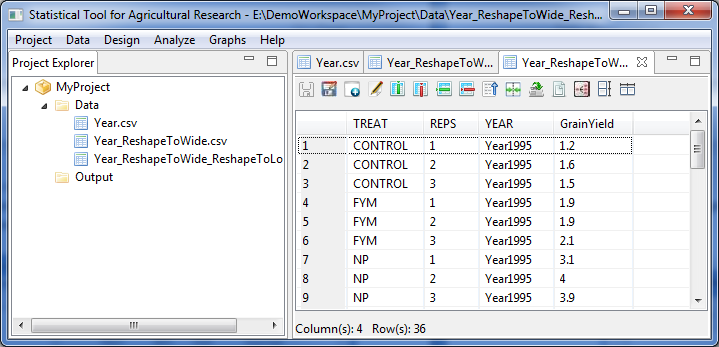 Statistical Tool for Agricultural Research - E:\DemoWorkspace\MyProject\Data\Year_ReshapeToWide_Resh...
Project Data Design Analyze Graphs Help
Project Explorer
MyProject
Data
Year.csv
Year_ReshapeToWide.csv
Year_ReshapeToWide_ReshapeToLo
Output
Year.csv Year_ReshapeToW... Year_ReshapeToW...
TREAT REPS YEAR GrainYield
1 CONTROL 1 Year1995 1.2
2 CONTROL 2 Year1995 1.6
3 CONTROL 3 Year1995 1.5
4 FYM 1 Year1995 1.9
5 FYM 2 Year1995 1.9
6 FYM 3 Year1995 2.1
7 NP 1 Year1995 3.1
8 NP 2 Year1995 4
9 NP 3 Year1995 3.9
Column(s): 4 Row(s): 36